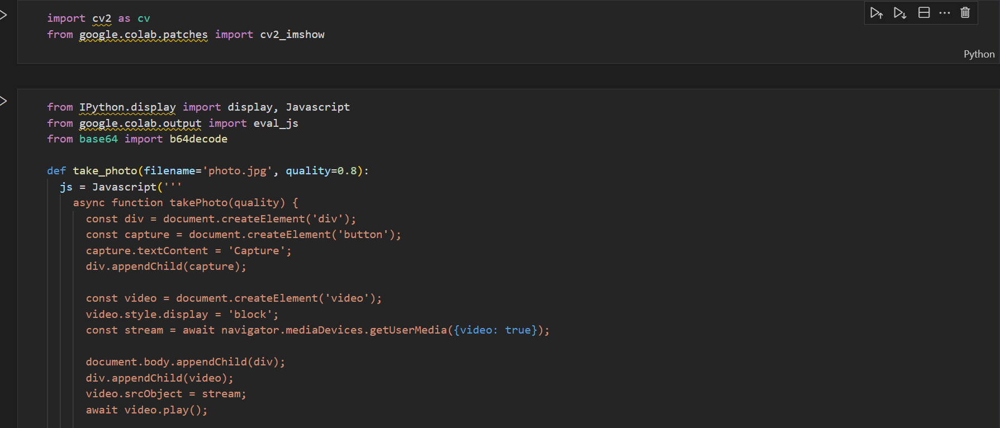 import cv2 as cv
from google.colab.patches import cv2_imshow
Python
from IPython.display import display, Javascript
from google.colab.output import eval_js
from base64 import b64decode
def take_photo(filename='photo.jpg', quality=0.8):
js = Javascript('''
async function takePhoto(quality) {
const div = document.createElement('div');
const capture = document.createElement('button');
capture.textContent = 'Capture';
div.appendChild(capture);
const video = document.createElement('video');
video.style.display = 'block';
const stream = await navigator.mediaDevices.getUserMedia({video: true});
document.body.appendChild(div);
div.appendChild(video);
video.srcObject = stream;
await video.play();